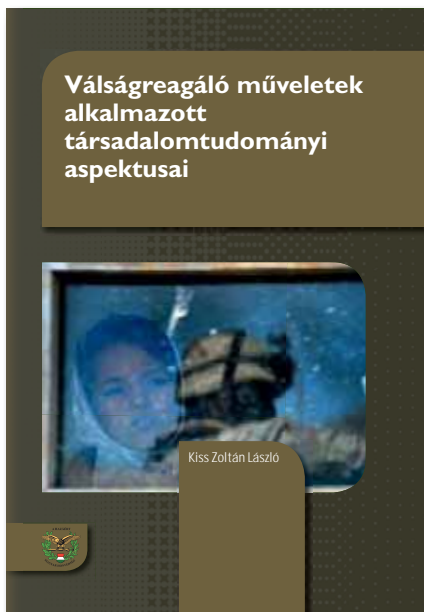 Válságreagáló műveletek
alkalmazott
társadalomtudományi
aspektusai
Kiss Zoltán László